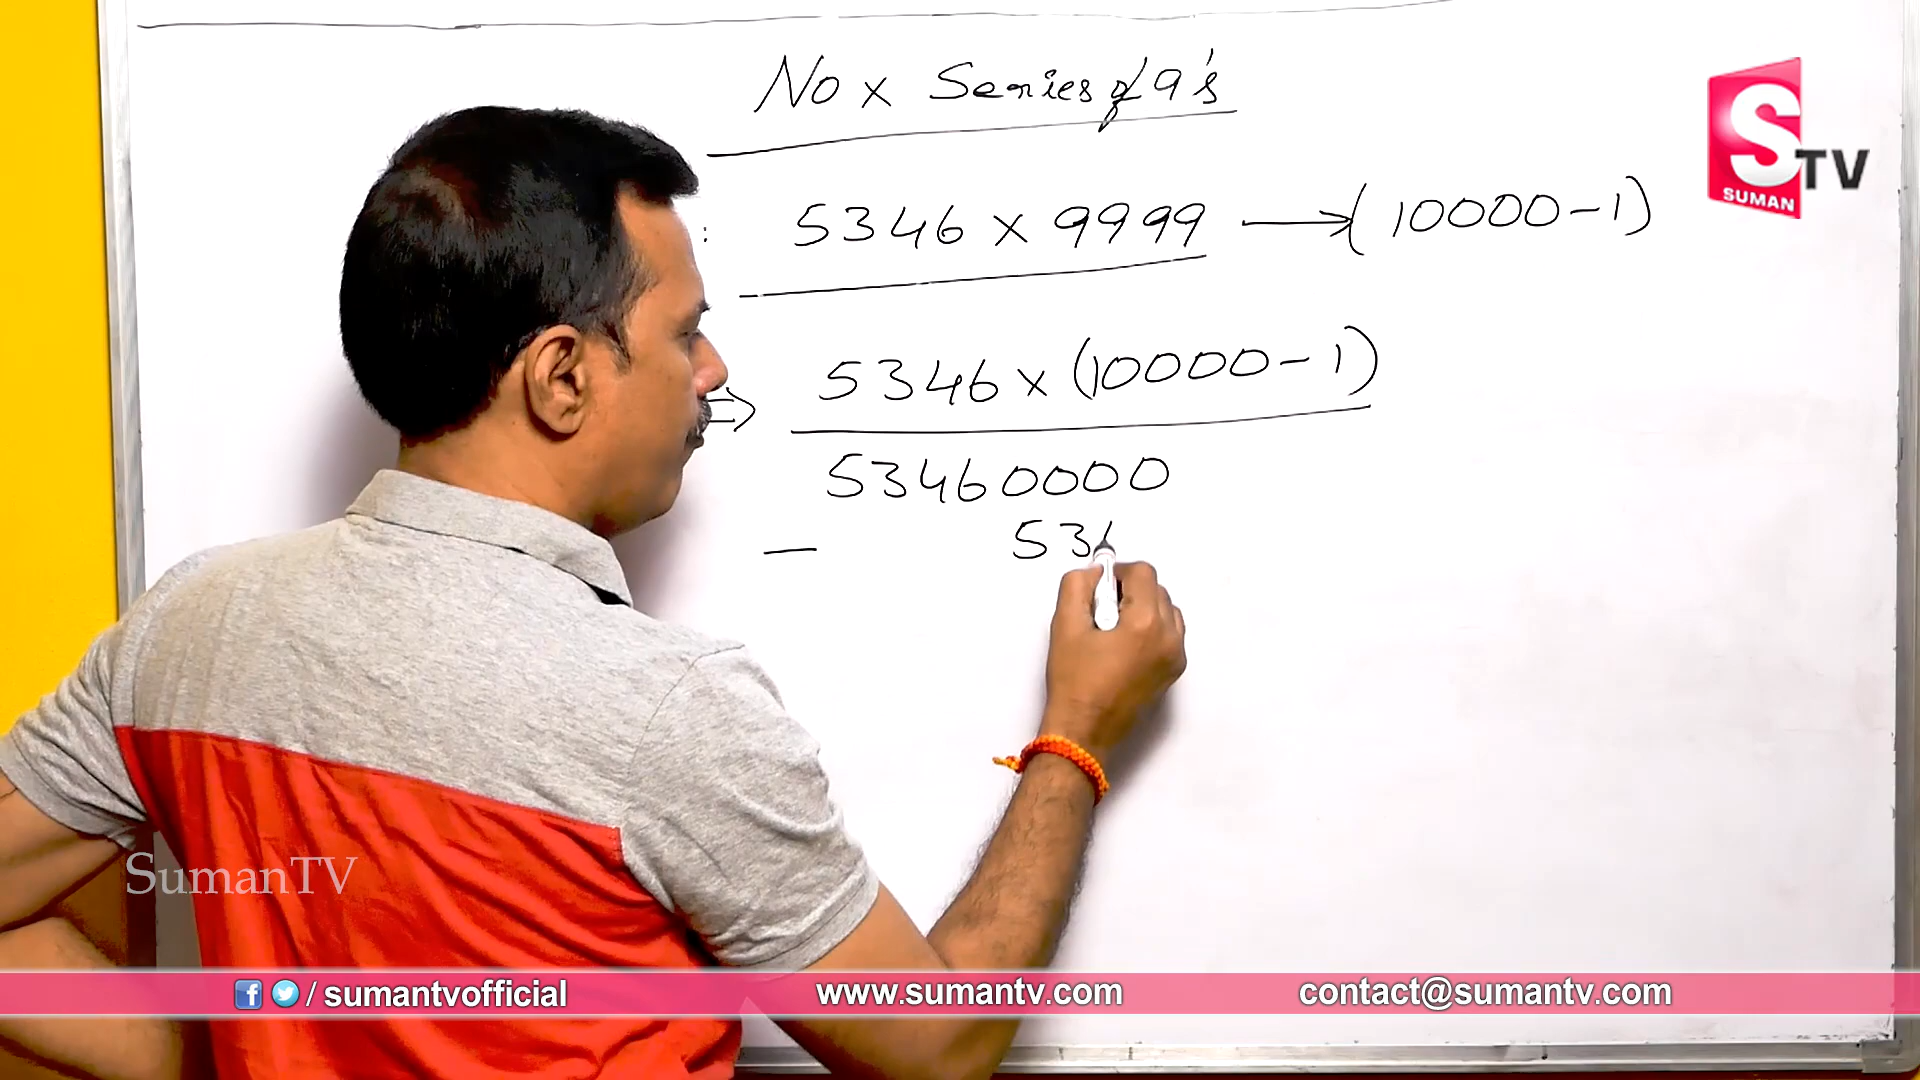 No x Series of 9's
: 5346 x 9999 → (10000-1)
⇒ 5346 x (10000-1)
53460000
- 534
S TV
SUMAN
SumanTV
/ sumantvofficial
www.sumantv.com
contact@sumantv.com